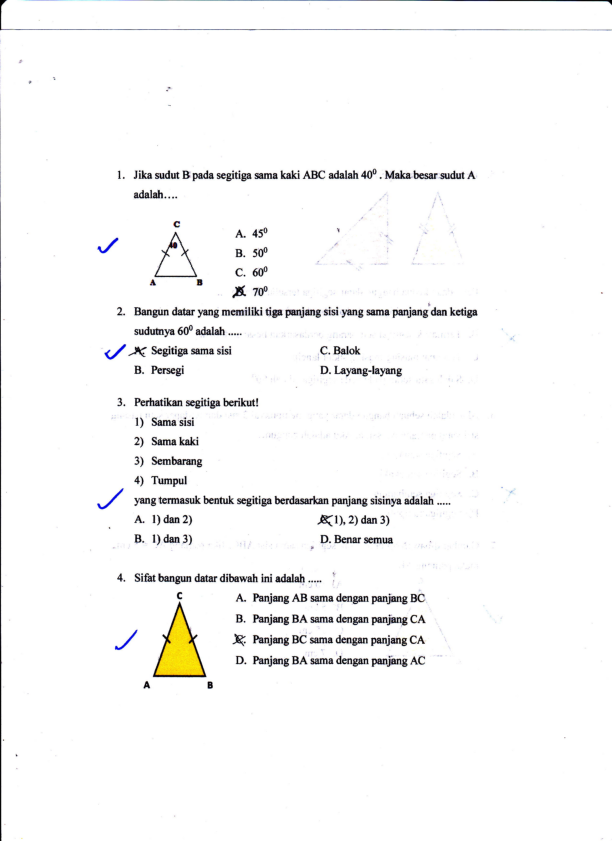 1. Jika sudut B pada segitiga sama kaki ABC adalah 40⁰ . Maka besar sudut A
adalah….
C
40
A B
A. 45⁰
B. 50⁰
C. 60⁰
D. 70⁰
2. Bangun datar yang memiliki tiga panjang sisi yang sama panjang dan ketiga
sudutnya 60⁰ adalah .....
A. Segitiga sama sisi C. Balok
B. Persegi D. Layang-layang
3. Perhatikan segitiga berikut!
1) Sama sisi
2) Sama kaki
3) Sembarang
4) Tumpul
yang termasuk bentuk segitiga berdasarkan panjang sisinya adalah .....
A. 1) dan 2) C. 1), 2) dan 3)
B. 1) dan 3) D. Benar semua
4. Sifat bangun datar dibawah ini adalah .....
C
A B
A. Panjang AB sama dengan panjang BC
B. Panjang BA sama dengan panjang CA
C. Panjang BC sama dengan panjang CA
D. Panjang BA sama dengan panjang AC